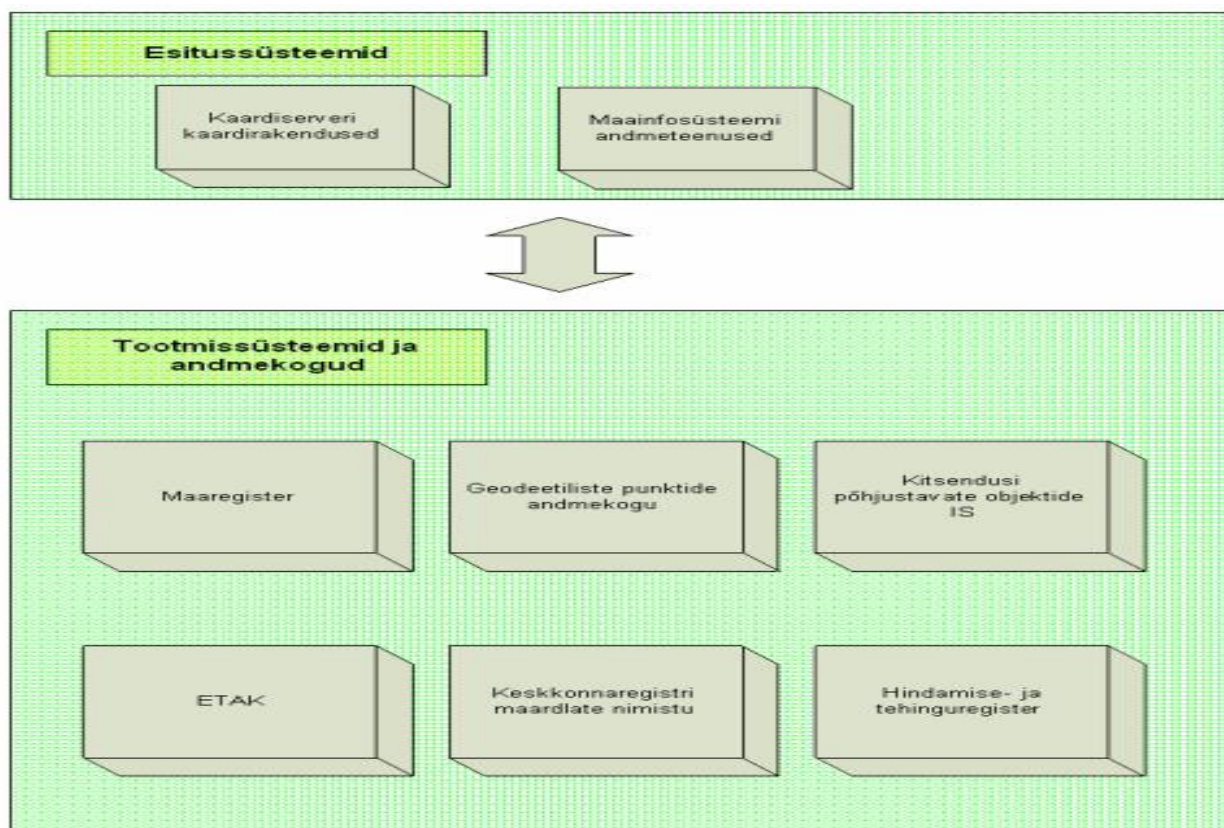 Esitussüsteemid
Kaardiserveri
kaardirakendused
Maainfosüsteemi
andmeteenused
Tootmissüsteemid ja
andmekogud
Maaregister
Geodeetiliste punktide
andmekogu
Kitsendusi
põhjustavate objektide
IS
ETAK
Keskkonnaregistri
maardlate nimistu
Hindamise- ja
tehinguregister